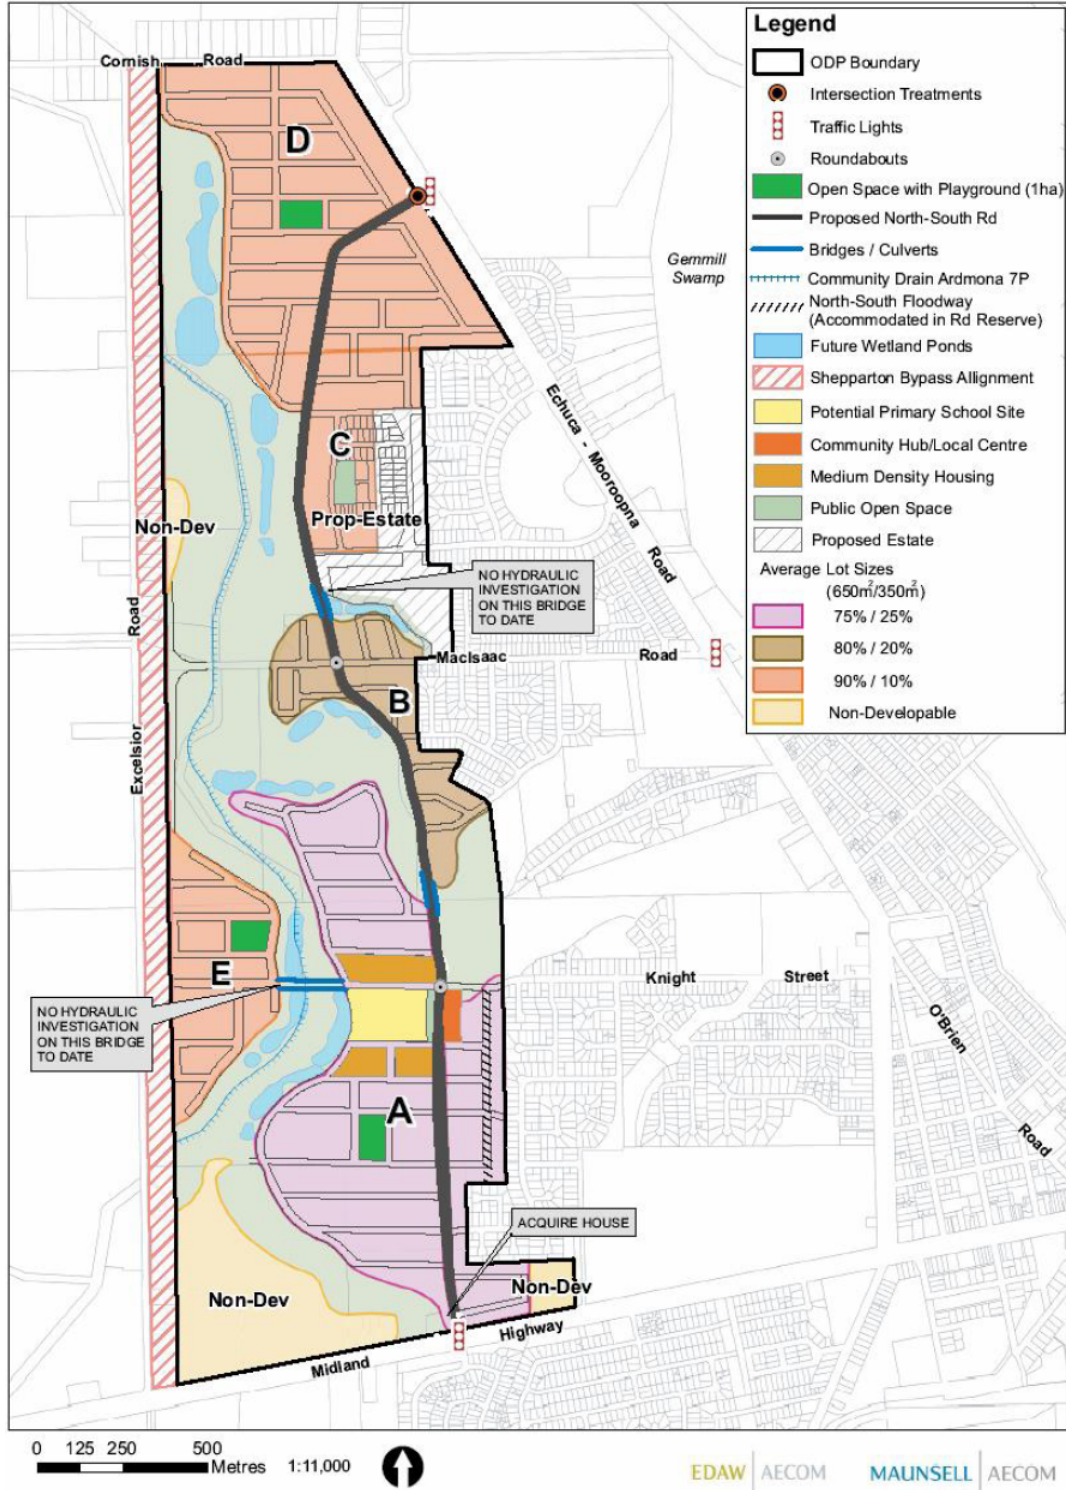 Cornish Road
D
Gemmill
Swamp
Echuca - Mooroopna Road
C
Prop-Estate
Non-Dev
NO HYDRAULIC
INVESTIGATION
ON THIS BRIDGE
TO DATE
MacIsaac Road
B
Excelsior Road
E
Knight Street
NO HYDRAULIC
INVESTIGATION
ON THIS BRIDGE
TO DATE
O'Brien Road
A
ACQUIRE HOUSE
Non-Dev
Non-Dev
Midland Highway
Legend
ODP Boundary
Intersection Treatments
Traffic Lights
Roundabouts
Open Space with Playground (1ha)
Proposed North-South Rd
Bridges / Culverts
Community Drain Ardmona 7P
North-South Floodway
(Accommodated in Rd Reserve)
Future Wetland Ponds
Shepparton Bypass Allignment
Potential Primary School Site
Community Hub/Local Centre
Medium Density Housing
Public Open Space
Proposed Estate
Average Lot Sizes
(650m²/350m²)
75% / 25%
80% / 20%
90% / 10%
Non-Developable
0 125 250 500
Metres 1:11,000
EDAW AECOM MAUNSELL AECOM